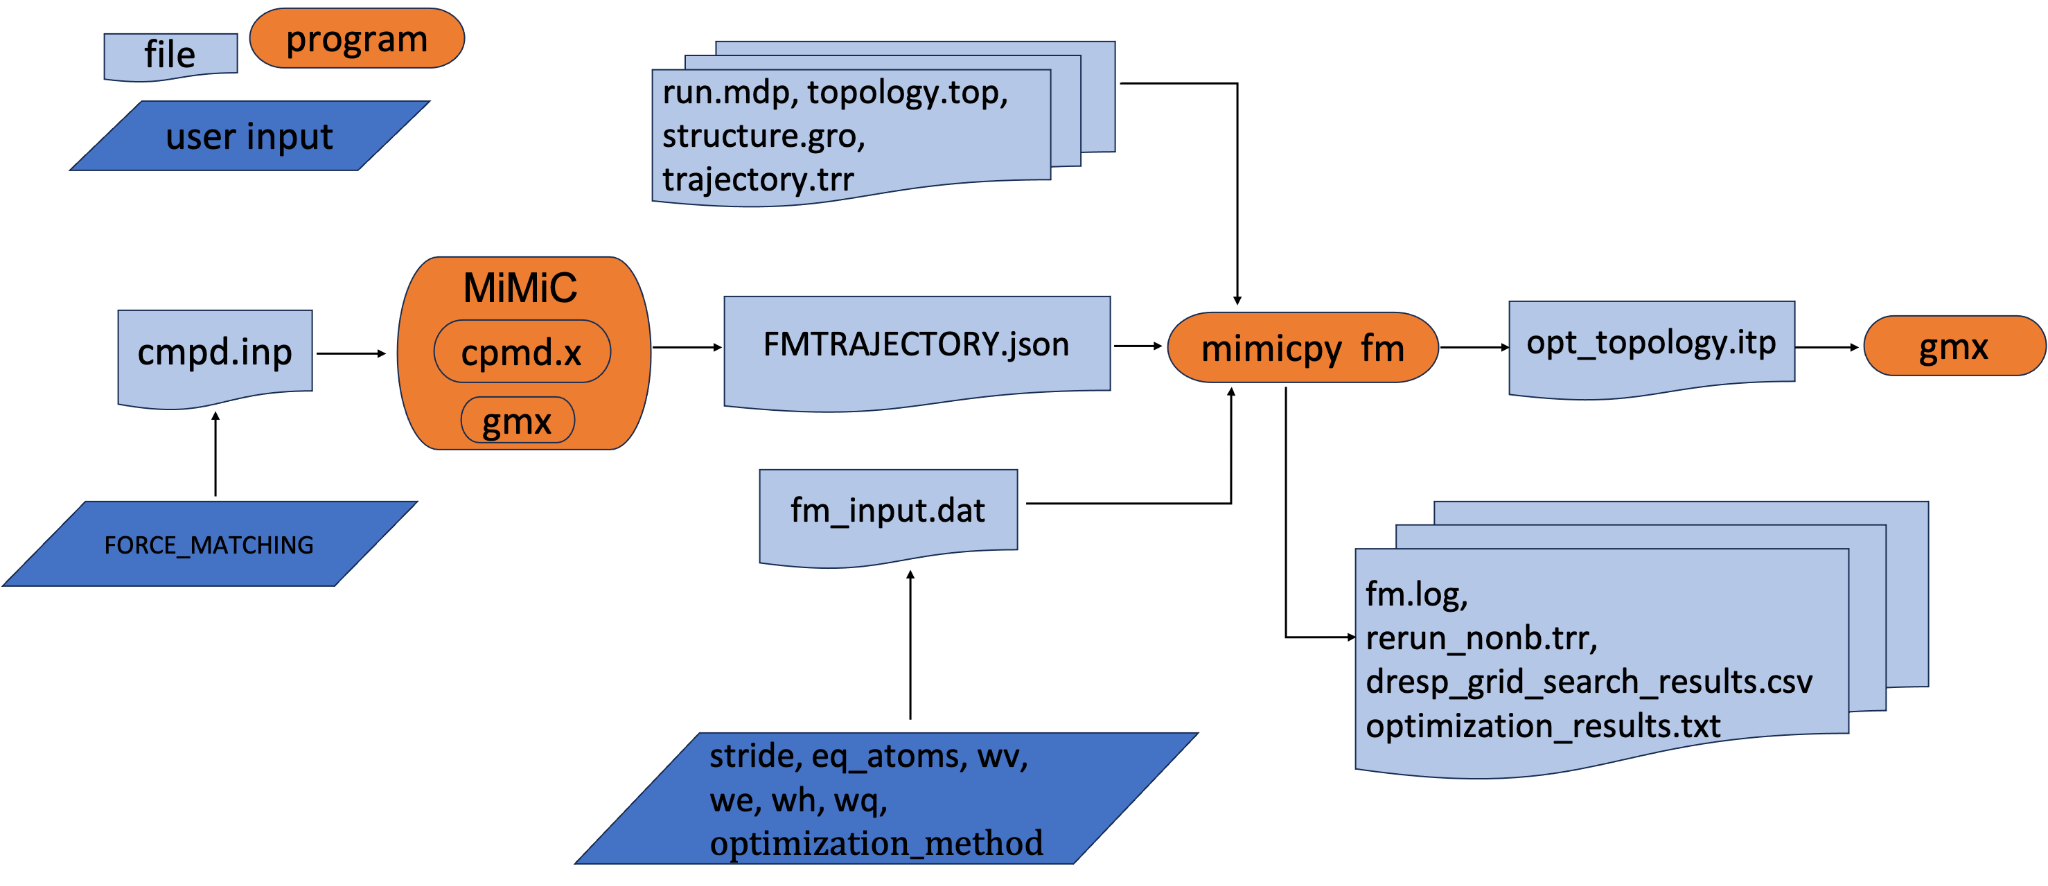 file
program
user input
run.mdp, topology.top,
structure.gro,
trajectory.trr
cmpd.inp
MiMiC
cpmd.x
gmx
FMTRAJECTORY.json
mimicpy fm
opt_topology.itp
gmx
FORCE_MATCHING
fm_input.dat
stride, eq_atoms, wv,
we, wh, wq,
optimization_method
fm.log,
rerun_nonb.trr,
dresp_grid_search_results.csv
optimization_results.txt